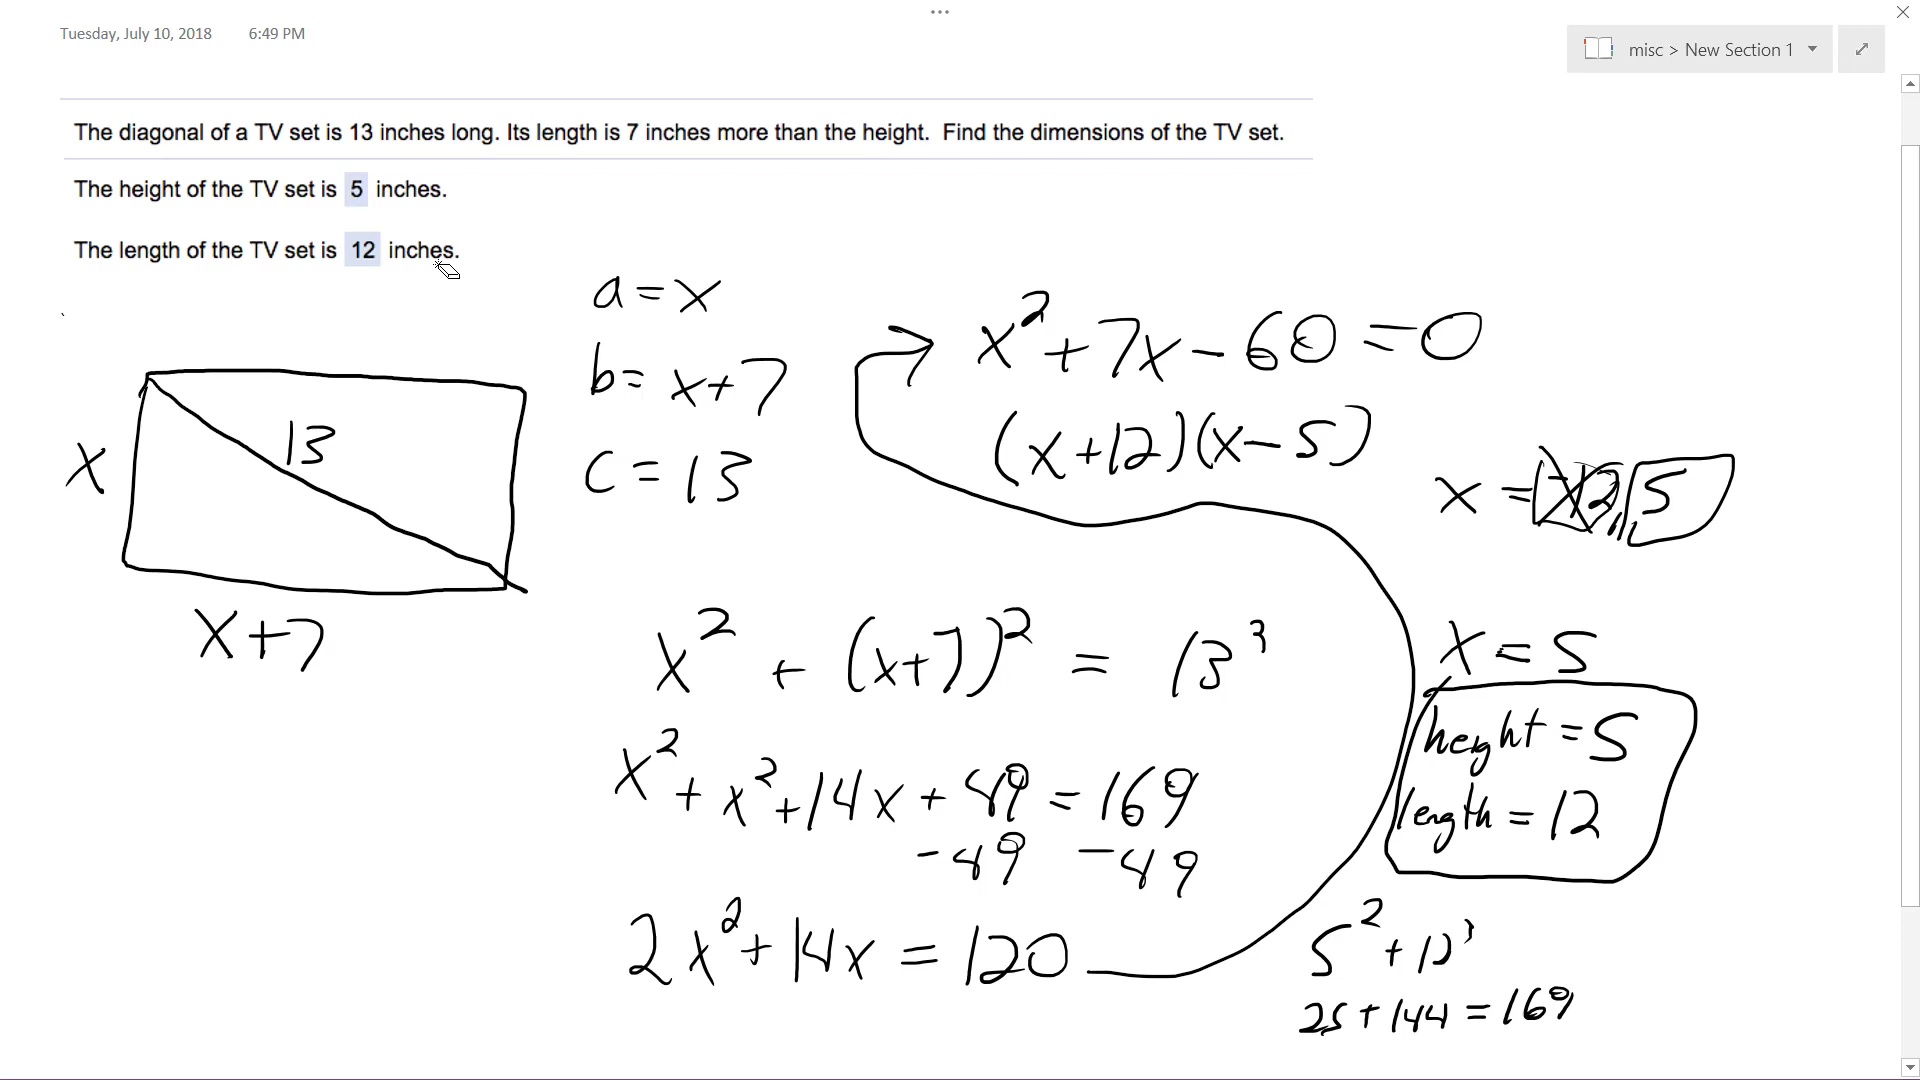 Tuesday, July 10, 2018 6:49 PM
misc > New Section 1
The diagonal of a TV set is 13 inches long. Its length is 7 inches more than the height. Find the dimensions of the TV set.
The height of the TV set is 5 inches.
The length of the TV set is 12 inches.
13
x
x+7
a=x
b= x+7
c=13
x²+7x-60=0
(x+12)(x-5)
x=-12, 5
x² + (x+7)² = 13³
x²+x²+14x+49=169
-49 -49
2x²+14x=120
x=5
height=5
length=12
5²+12³
25+144=169